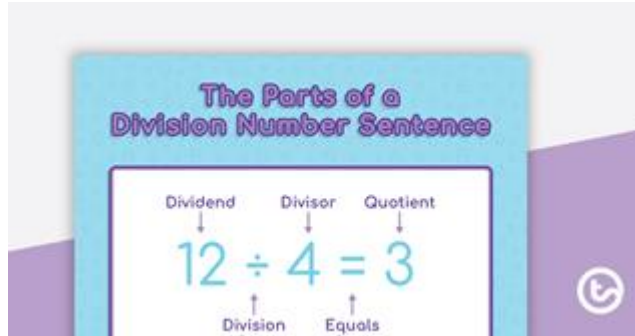 The Parts of a
Division Number Sentence
Dividend Divisor Quotient
12 ÷ 4 = 3
Division Equals